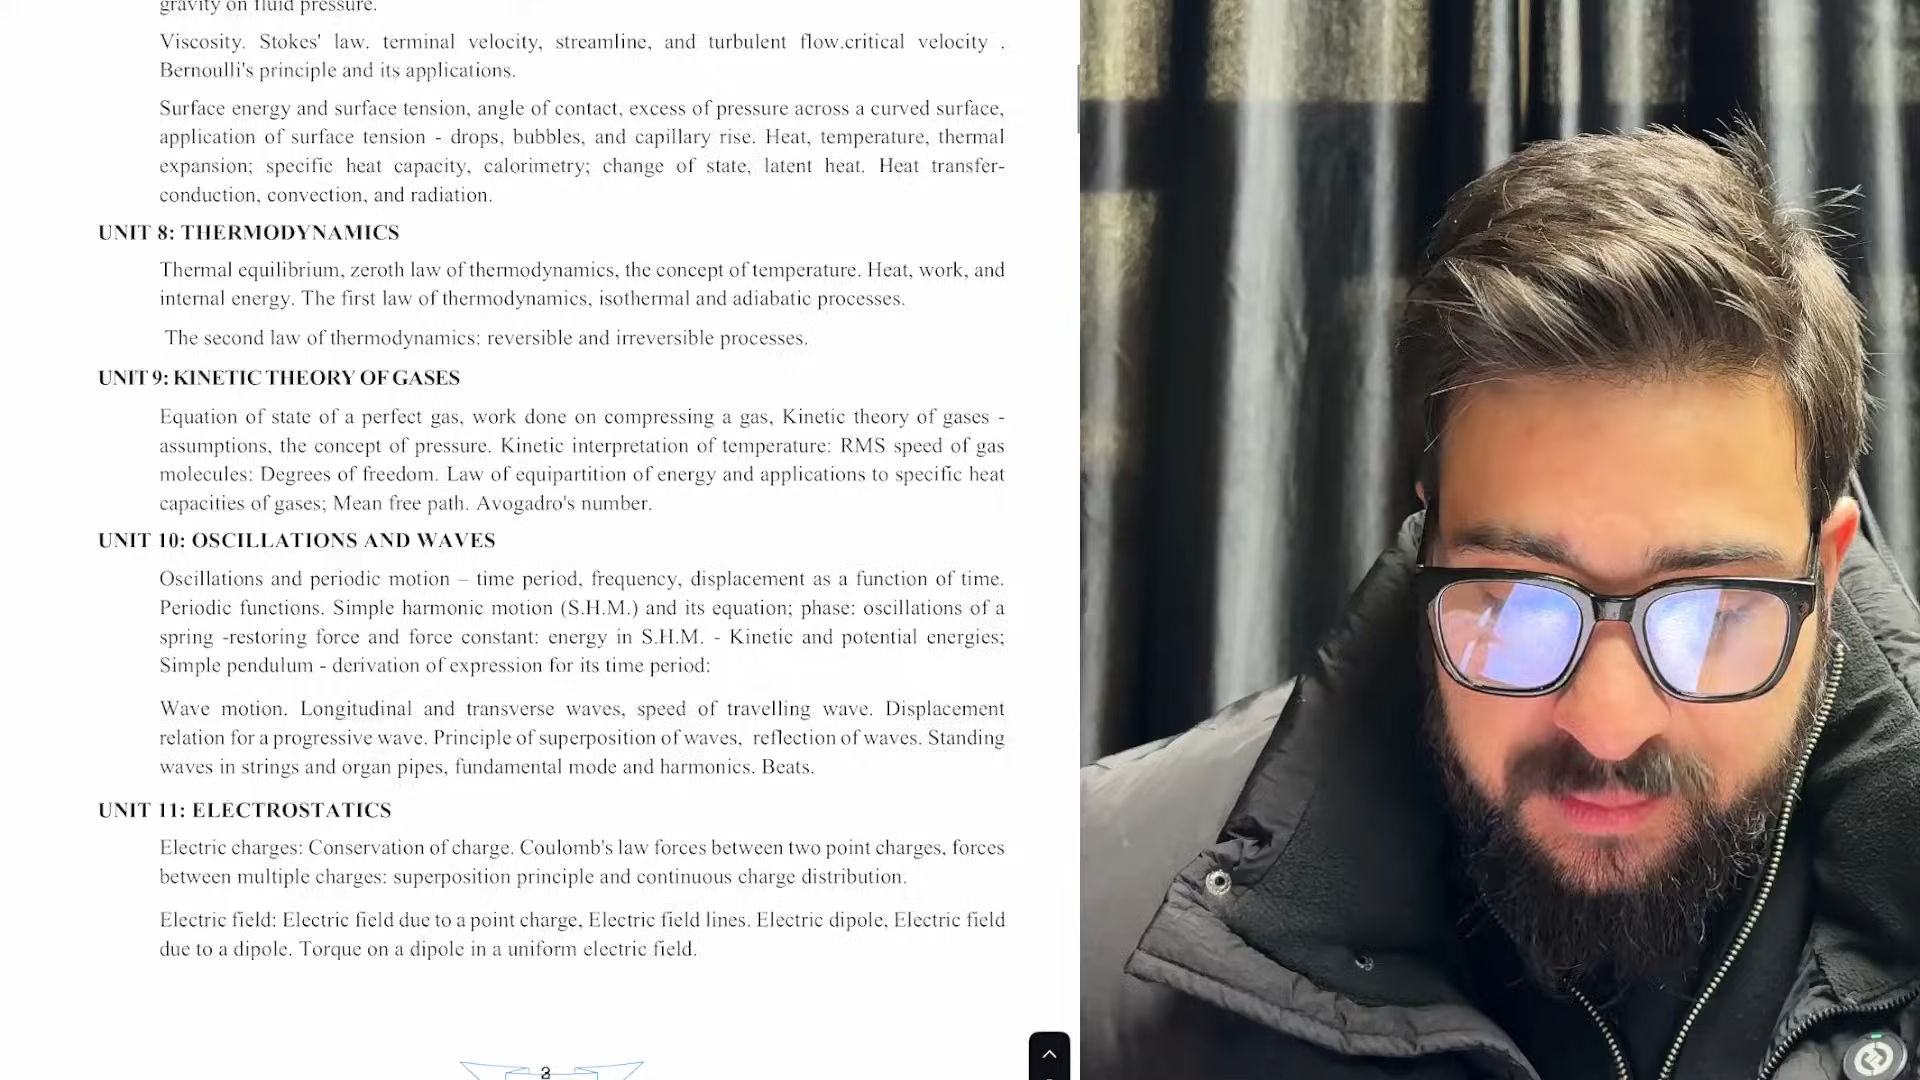 gravity on fluid pressure.
Viscosity. Stokes' law. terminal velocity, streamline, and turbulent flow.critical velocity .
Bernoulli's principle and its applications.
Surface energy and surface tension, angle of contact, excess of pressure across a curved surface,
application of surface tension - drops, bubbles, and capillary rise. Heat, temperature, thermal
expansion; specific heat capacity, calorimetry; change of state, latent heat. Heat transfer-
conduction, convection, and radiation.
UNIT 8: THERMODYNAMICS
Thermal equilibrium, zeroth law of thermodynamics, the concept of temperature. Heat, work, and
internal energy. The first law of thermodynamics, isothermal and adiabatic processes.
The second law of thermodynamics: reversible and irreversible processes.
UNIT 9: KINETIC THEORY OF GASES
Equation of state of a perfect gas, work done on compressing a gas, Kinetic theory of gases -
assumptions, the concept of pressure. Kinetic interpretation of temperature: RMS speed of gas
molecules: Degrees of freedom. Law of equipartition of energy and applications to specific heat
capacities of gases; Mean free path. Avogadro's number.
UNIT 10: OSCILLATIONS AND WAVES
Oscillations and periodic motion – time period, frequency, displacement as a function of time.
Periodic functions. Simple harmonic motion (S.H.M.) and its equation; phase: oscillations of a
spring -restoring force and force constant: energy in S.H.M. - Kinetic and potential energies;
Simple pendulum - derivation of expression for its time period:
Wave motion. Longitudinal and transverse waves, speed of travelling wave. Displacement
relation for a progressive wave. Principle of superposition of waves, reflection of waves. Standing
waves in strings and organ pipes, fundamental mode and harmonics. Beats.
UNIT 11: ELECTROSTATICS
Electric charges: Conservation of charge. Coulomb's law forces between two point charges, forces
between multiple charges: superposition principle and continuous charge distribution.
Electric field: Electric field due to a point charge, Electric field lines. Electric dipole, Electric field
due to a dipole. Torque on a dipole in a uniform electric field.
3